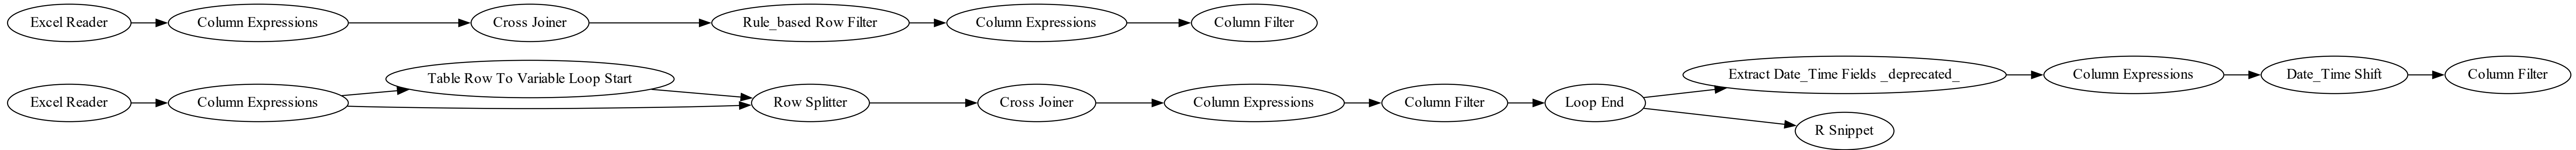 Excel Reader
Column Expressions
Cross Joiner
Rule_based Row Filter
Column Expressions
Column Filter
Excel Reader
Column Expressions
Table Row To Variable Loop Start
Row Splitter
Cross Joiner
Column Expressions
Column Filter
Loop End
Extract Date_Time Fields _deprecated_
Column Expressions
Date_Time Shift
Column Filter
R Snippet